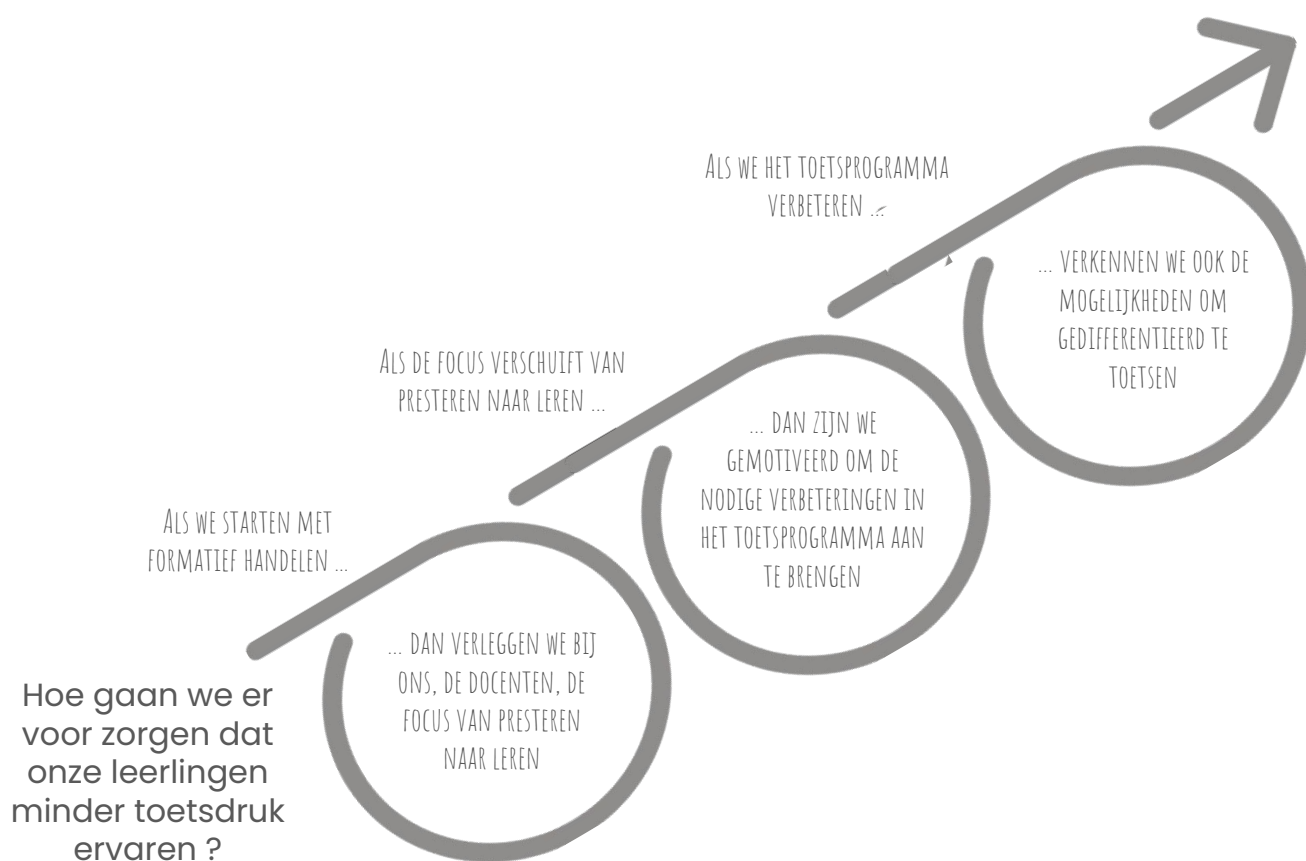 Hoe gaan we er
voor zorgen dat
onze leerlingen
minder toetsdruk
ervaren ?
Als we starten met
formatief handelen ...
... dan verleggen we bij
ons, de docenten, de
focus van presteren
naar leren
Als de focus verschuift van
presteren naar leren ...
... dan zijn we
gemotiveerd om de
nodige verbeteringen in
het toetsprogramma aan
te brengen
Als we het toetsprogramma
verbeteren ...
... verkennen we ook de
mogelijkheden om
gedifferentieerd te
toetsen